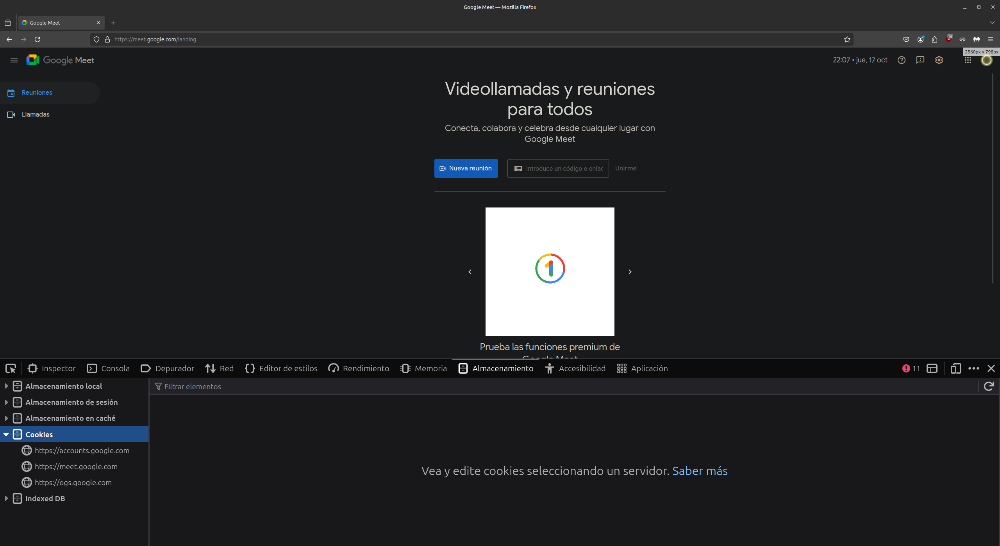 Google Meet — Mozilla Firefox
Google Meet
https://meet.google.com/landing
16
2560px × 798px
Google Meet
22:07 • jue, 17 oct
Reuniones
Llamadas
Videollamadas y reuniones
para todos
Conecta, colabora y celebra desde cualquier lugar con
Google Meet
Nueva reunión
Introduce un código o enlac
Unirme
1
Prueba las funciones premium de
Google Meet
Inspector
Consola
Depurador
Red
Editor de estilos
Rendimiento
Memoria
Almacenamiento
Accesibilidad
Aplicación
11
Almacenamiento local
Almacenamiento de sesión
Almacenamiento en caché
Cookies
https://accounts.google.com
https://meet.google.com
https://ogs.google.com
Indexed DB
Filtrar elementos
Vea y edite cookies seleccionando un servidor. Saber más